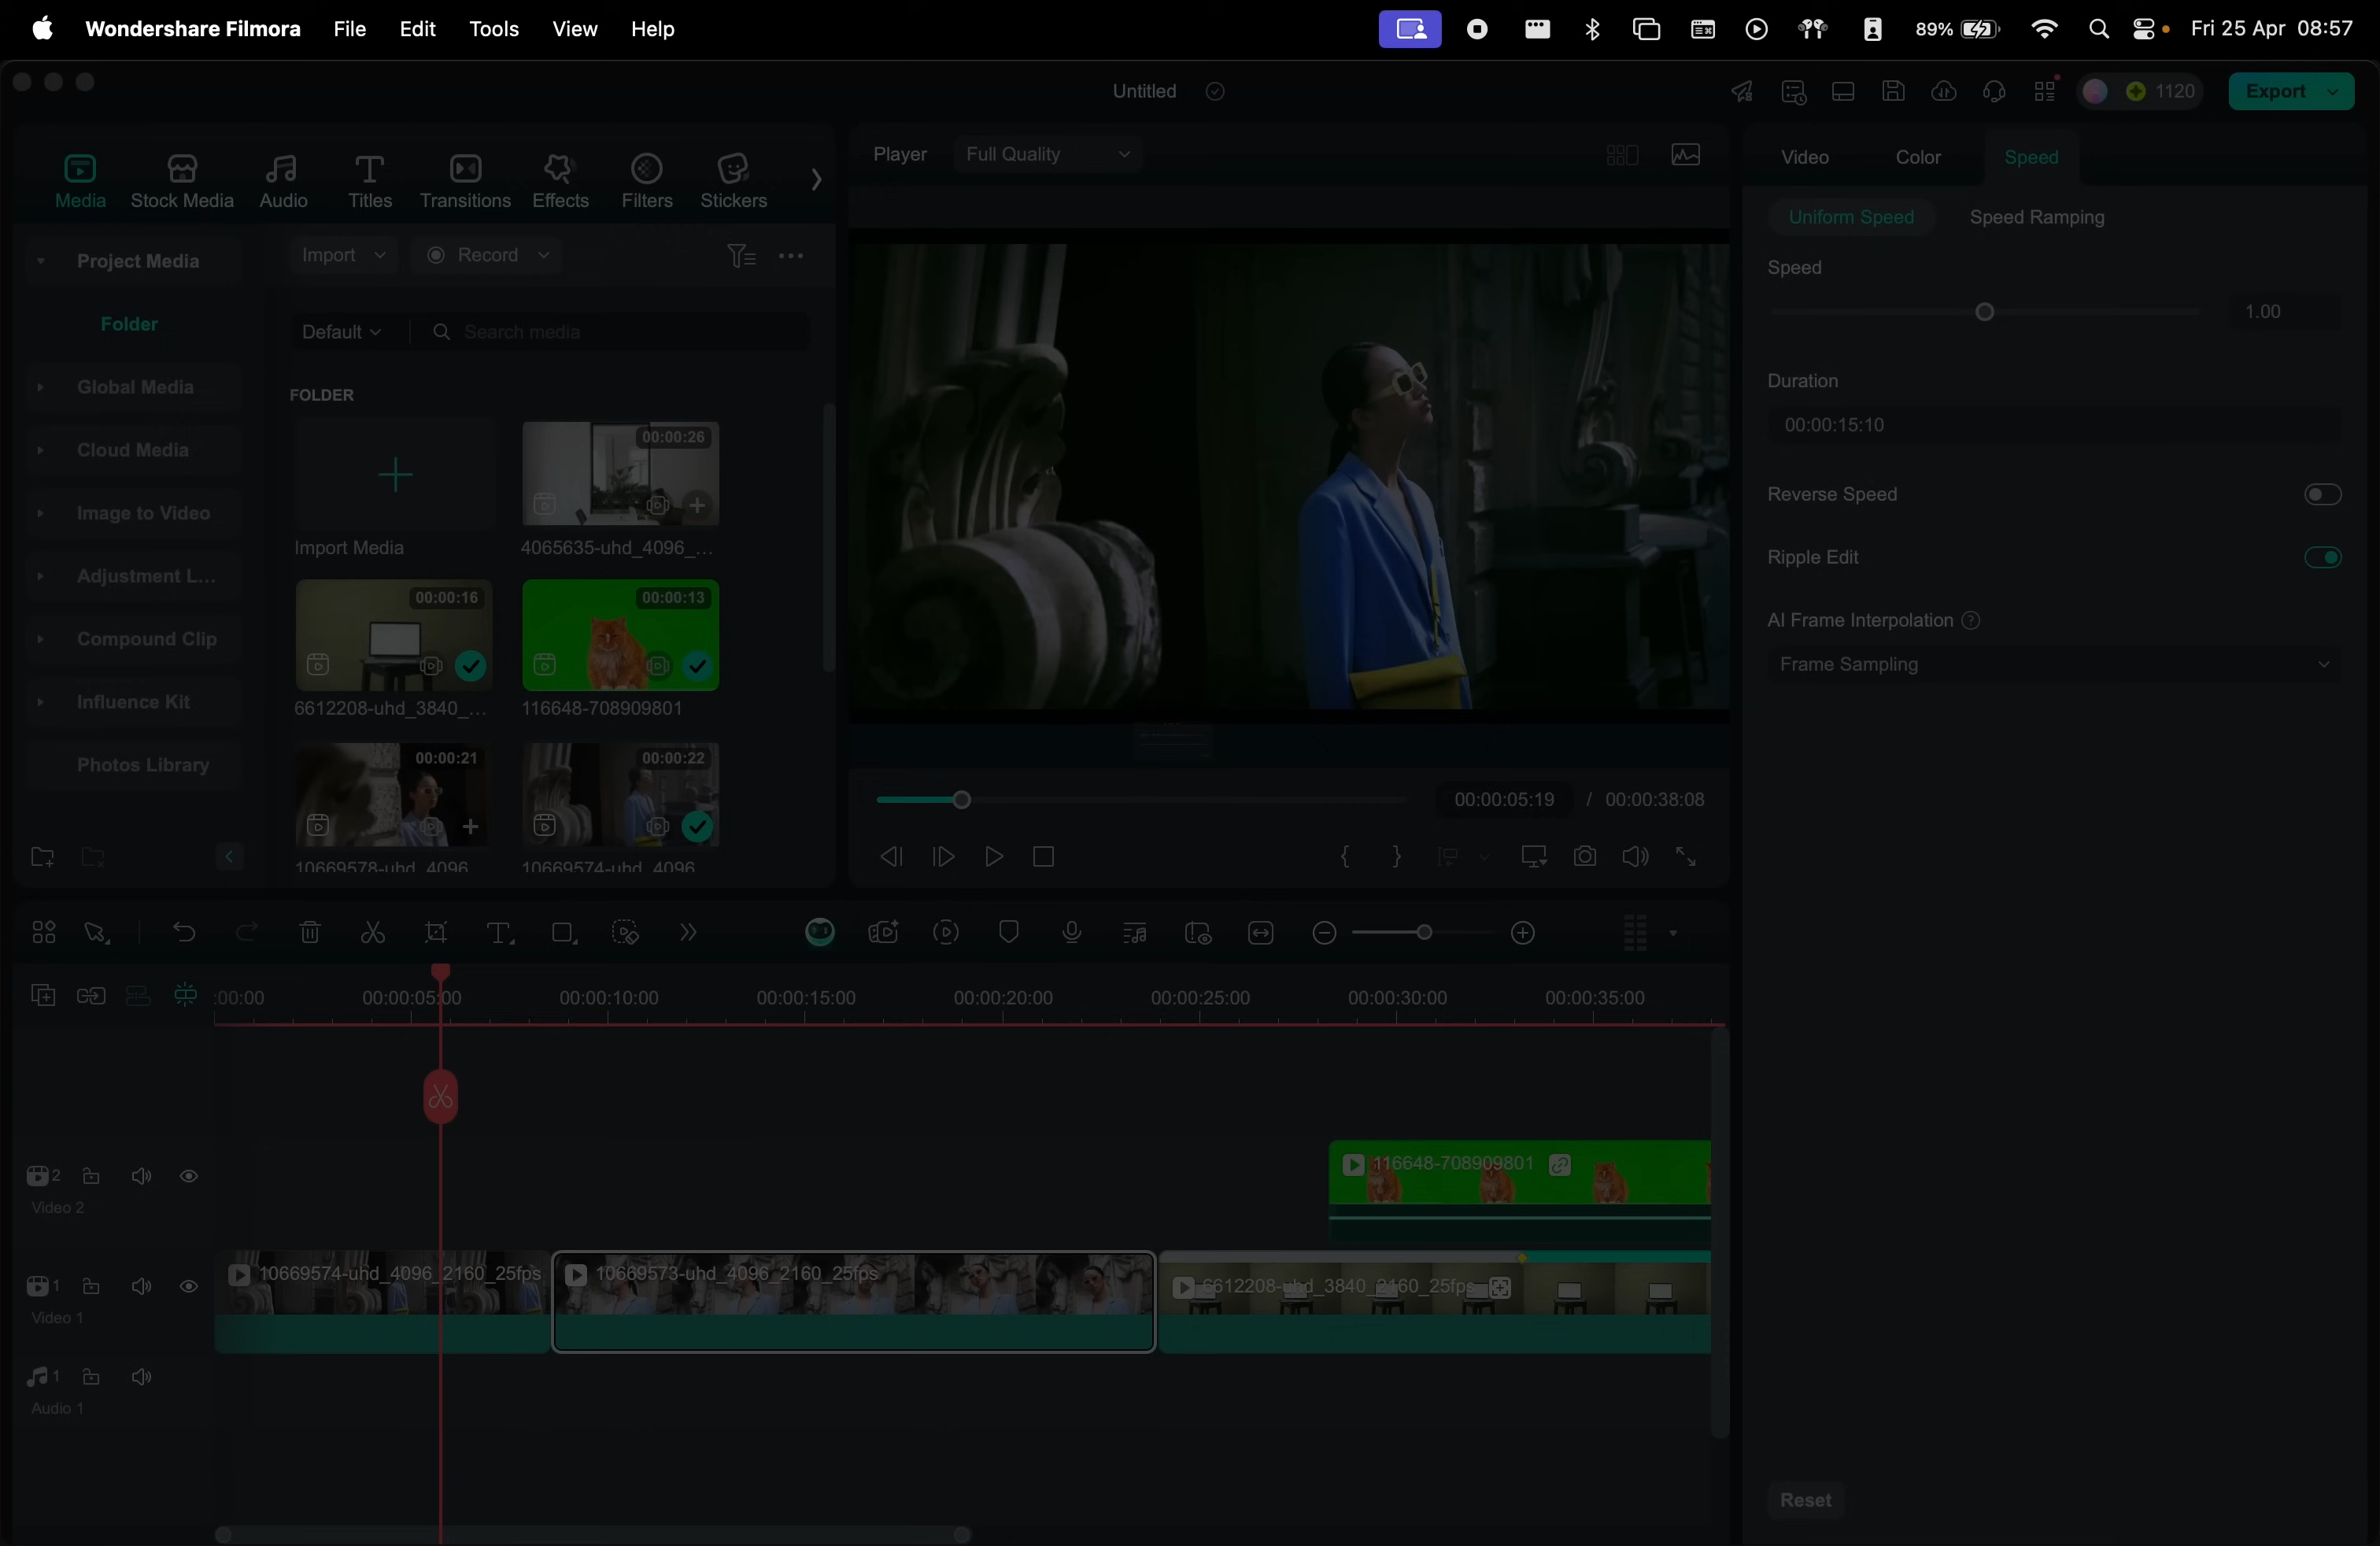 Wondershare Filmora File Edit Tools View Help 89% Fri 25 Apr 08:57
Untitled 1120 Export
Media Stock Media Audio Titles Transitions Effects Filters Stickers
Player Full Quality
Video Color Speed
Uniform Speed Speed Ramping
Project Media
Import Record
Speed
1.00
Folder
Default Search media
Global Media
FOLDER
Duration
00:00:15:10
Cloud Media
00:00:26
Import Media 4065635-uhd_4096_...
Reverse Speed
Image to Video
Ripple Edit
Adjustment L...
00:00:16 00:00:13
AI Frame Interpolation ?
Frame Sampling
Compound Clip
6612208-uhd_3840_... 116648-708909801
Influence Kit
Photos Library
00:00:21 00:00:22
00:00:05:19 / 00:00:38:08
10669578-uhd_4096 10669574-uhd_4096
:00:00 00:00:05:00 00:00:10:00 00:00:15:00 00:00:20:00 00:00:25:00 00:00:30:00 00:00:35:00
2
116648-708909801
Video 2
10669574-uhd_4096_2160_25fps 10669573-uhd_4096_2160_25fps 6612208-uhd_3840_2160_25fps
1
Video 1
1
Audio 1
Reset